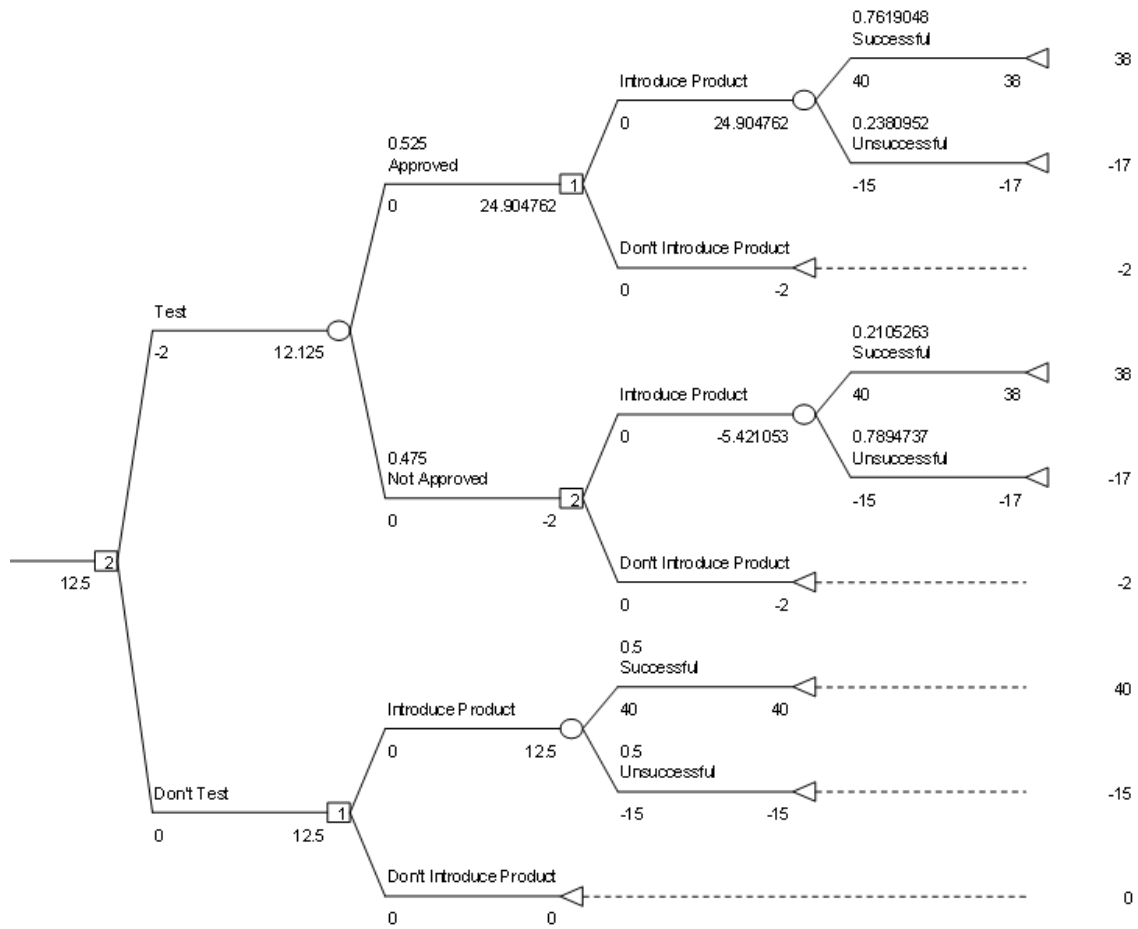 0.7619048
Successful
38
40 38
Introduce Product
0 24.904762
0.2380952
Unsuccessful
-17
-15 -17
0.525
Approved
1
0 24.904762
Don't Introduce Product
-2
0 -2
Test
-2 12.125
0.2105263
Successful
38
40 38
Introduce Product
0 -5.421053
0.7894737
Unsuccessful
-17
-15 -17
0.475
Not Approved
2
0 -2
Don't Introduce Product
-2
0 -2
2
12.5
0.5
Successful
40
40 40
Introduce Product
0 12.5
0.5
Unsuccessful
-15
-15 -15
Don't Test
1
0 12.5
Don't Introduce Product
0
0 0